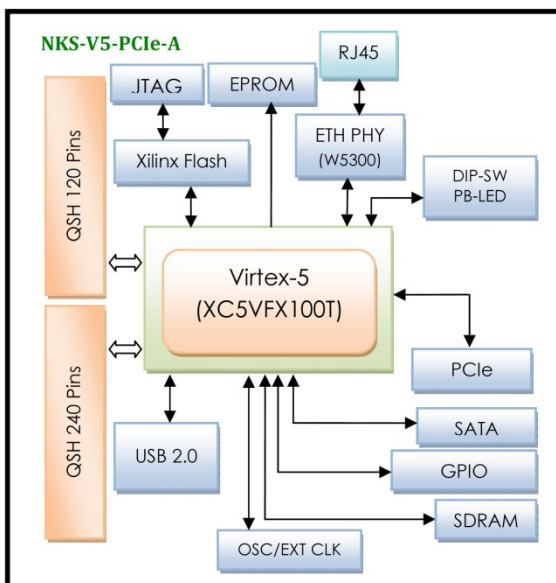 NKS-V5-PCIe-A
RJ45
JTAG
EPROM
ETH PHY
(W5300)
Xilinx Flash
DIP-SW
PB-LED
QSH 120 Pins
Virtex-5
(XC5VFX100T)
QSH 240 Pins
PCIe
USB 2.0
SATA
GPIO
SDRAM
OSC/EXT CLK